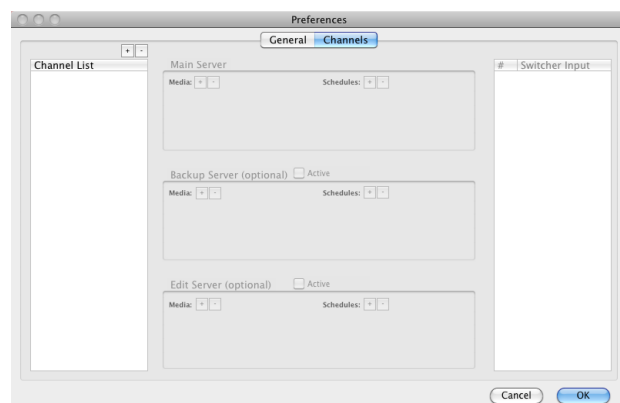 Preferences
General Channels
+ -
Channel List
Main Server
Media: + - Schedules: + -
Backup Server (optional) Active
Media: + - Schedules: + -
Edit Server (optional) Active
Media: + - Schedules: + -
# Switcher Input
Cancel OK